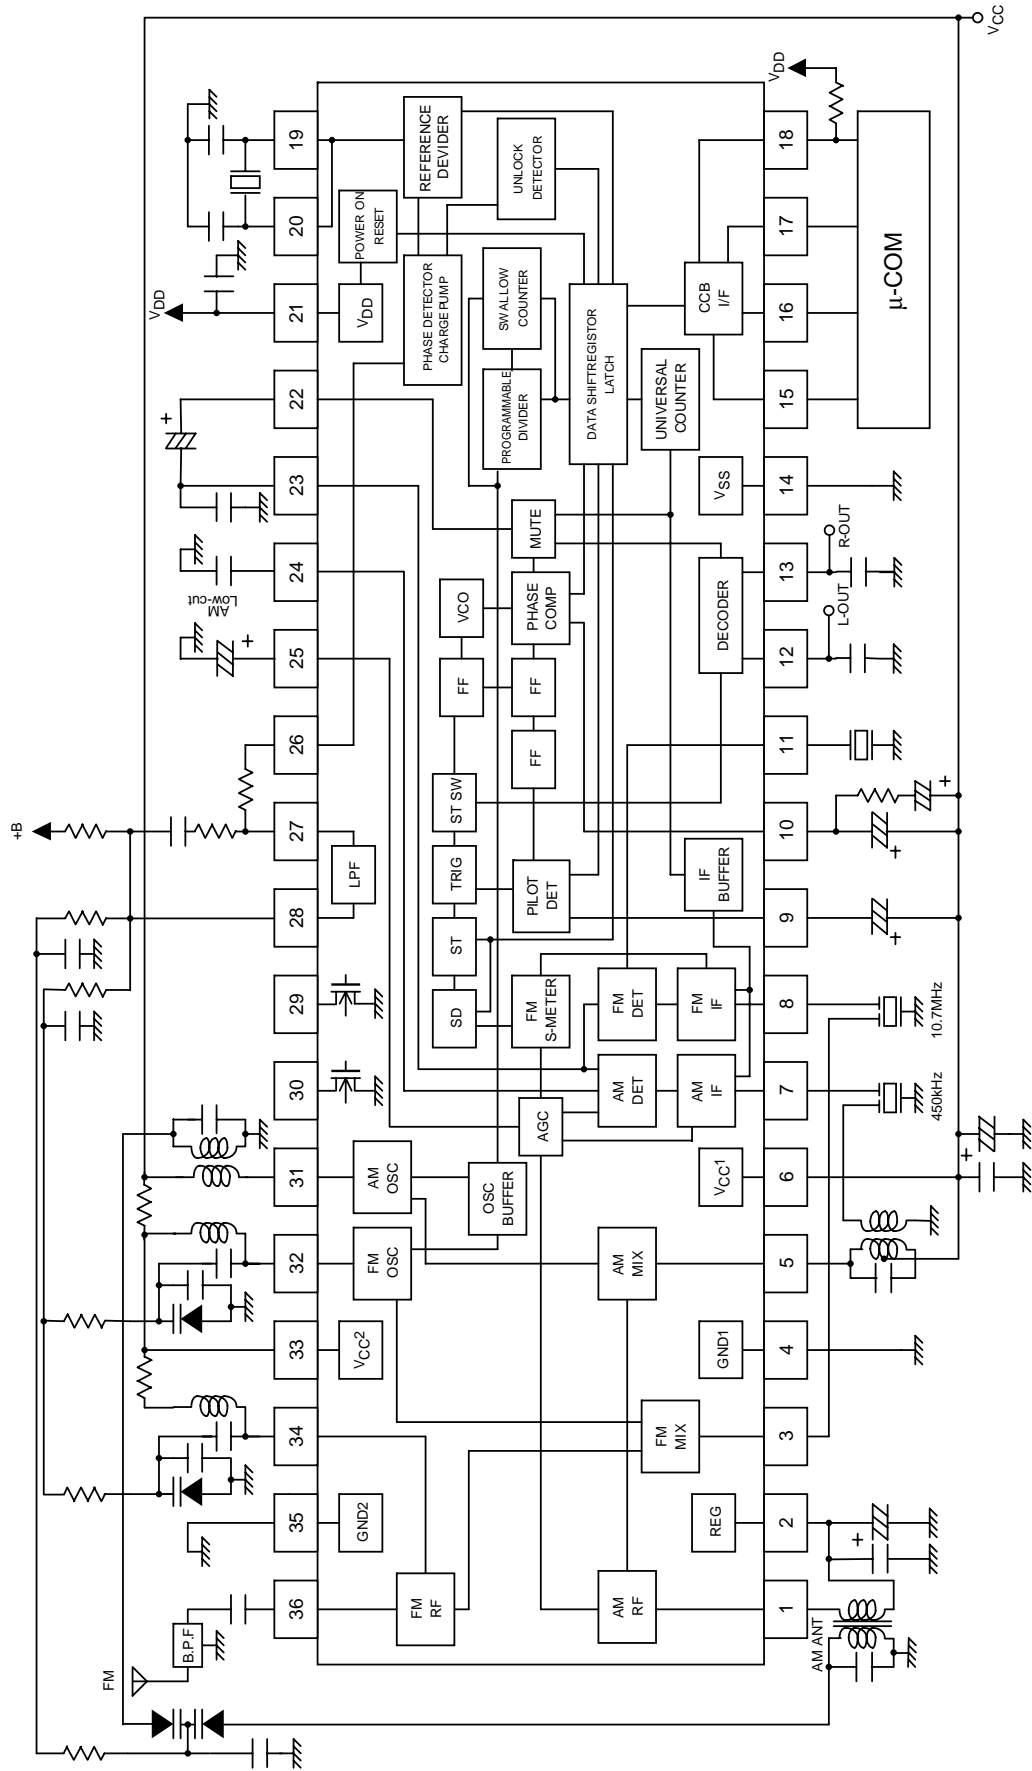 VCC
+B
VDD
VDD
FM
B.P.F
AM
Low-cut
36
35
34
33
32
31
30
29
28
27
26
25
24
23
22
21
20
19
GND2
VCC2
LPF
VDD
POWER ON
RESET
REFERENCE
DEVIDER
PHASE DETECTOR
CHARGE PUMP
UNLOCK
DETECTOR
FM
RF
FM
OSC
AM
OSC
OSC
BUFFER
SD
ST
TRIG
ST SW
FF
VCO
FF
FF
PHASE
COMP
MUTE
PROGRAMMABLE
DIVIDER
SWALLOW
COUNTER
AGC
FM
S-METER
PILOT
DET
DATA SHIFTREGISTOR
LATCH
AM
RF
AM
MIX
FM
MIX
AM
DET
FM
DET
AM
IF
FM
IF
IF
BUFFER
DECODER
UNIVERSAL
COUNTER
CCB
I/F
REG
GND1
VCC1
VSS
1
2
3
4
5
6
7
8
9
10
11
12
13
14
15
16
17
18
AM ANT
450kHz
10.7MHz
L-OUT
R-OUT
μ-COM